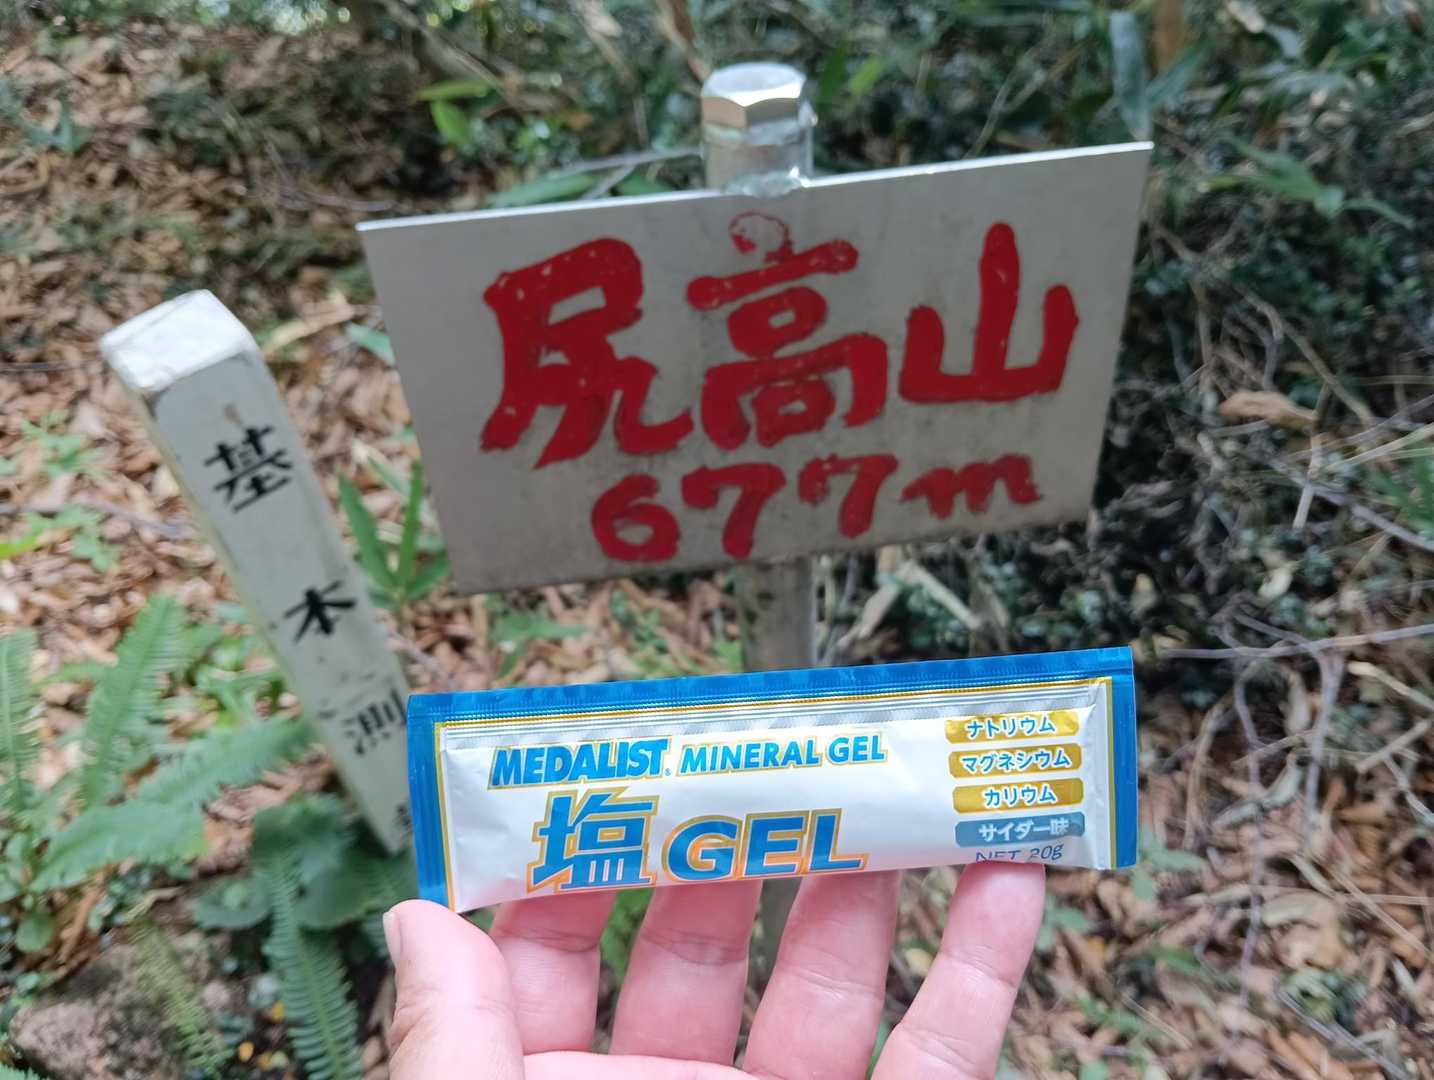 尻高山
677m
基本測
MEDALIST MINERAL GEL
塩GEL
ナトリウム
マグネシウム
カリウム
サイダー味
NET 20g